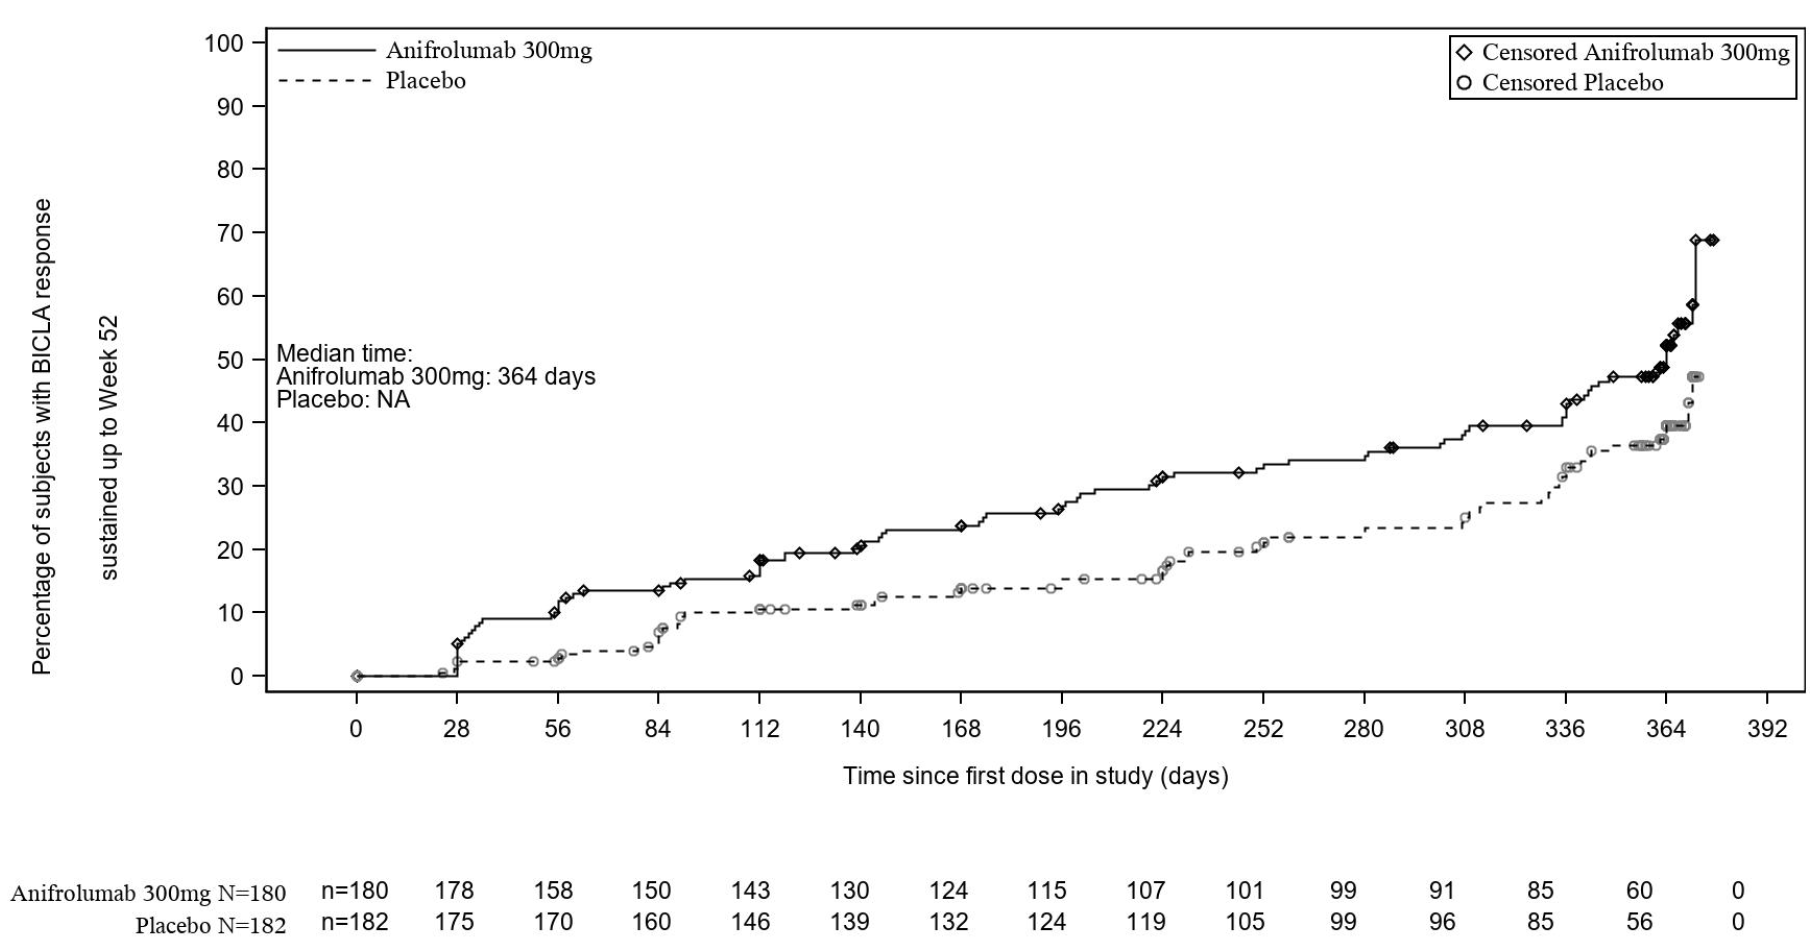 Anifrolumab 300mg
Placebo
Censored Anifrolumab 300mg
Censored Placebo
Percentage of subjects with BICLA response
sustained up to Week 52
100
90
80
70
60
50
40
30
20
10
0
Median time:
Anifrolumab 300mg: 364 days
Placebo: NA
0 28 56 84 112 140 168 196 224 252 280 308 336 364 392
Time since first dose in study (days)
Anifrolumab 300mg N=180 n=180 178 158 150 143 130 124 115 107 101 99 91 85 60 0
Placebo N=182 n=182 175 170 160 146 139 132 124 119 105 99 96 85 56 0